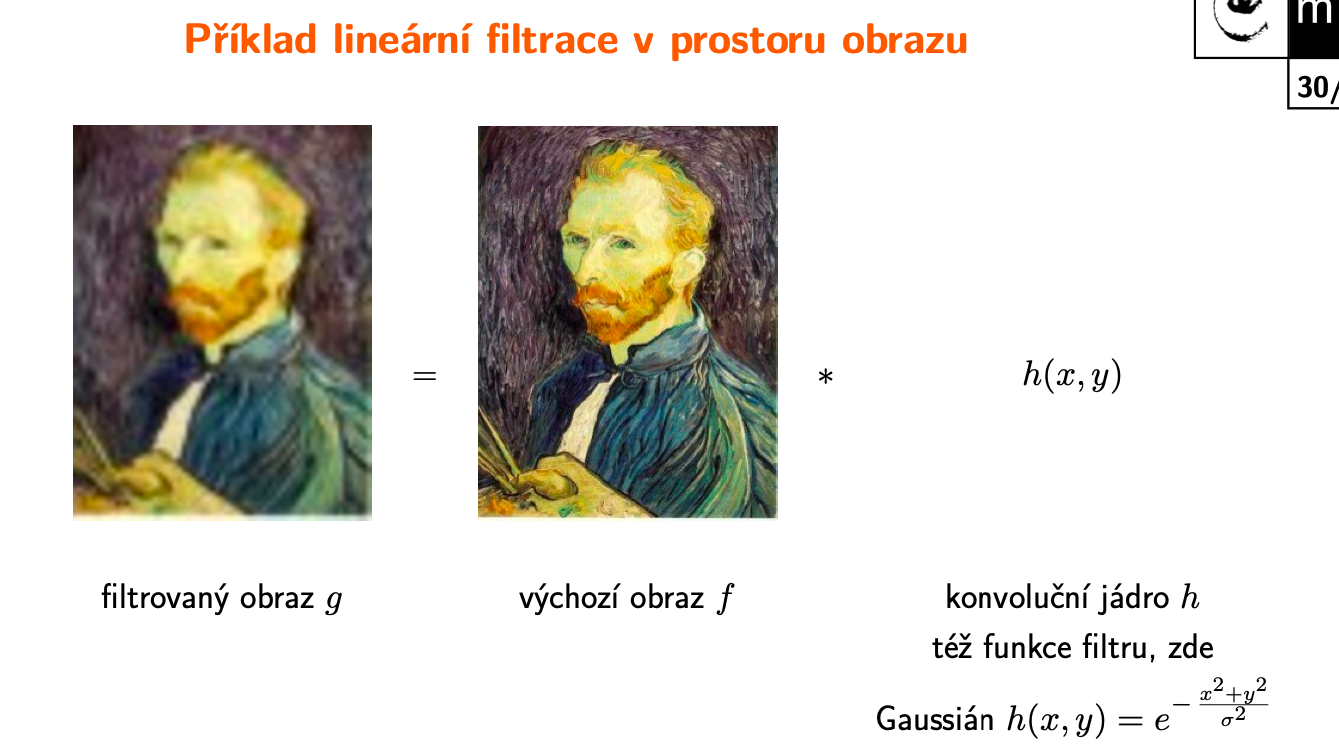 Příklad lineární filtrace v prostoru obrazu
m
30/
=
*
h(x, y)
filtrovaný obraz g
výchozí obraz f
konvoluční jádro h
též funkce filtru, zde
Gaussián h(x, y) = e^{-\frac{x^2+y^2}{σ^2}}